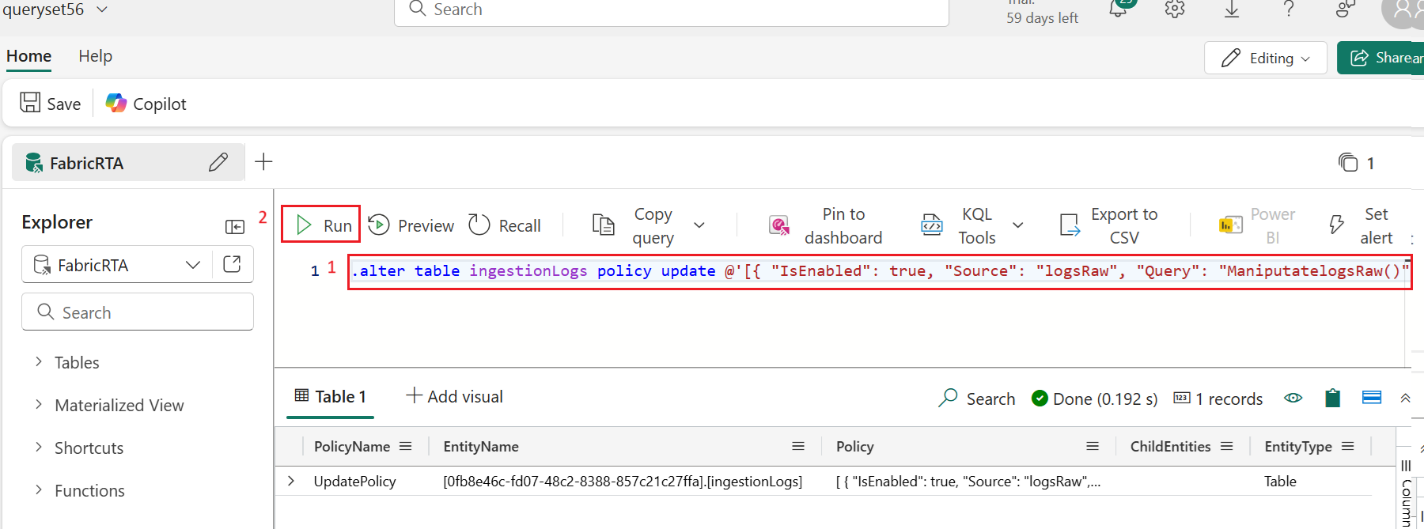 queryset56
Search
59 days left
Home Help
Editing
Sharear
Save Copilot
FabricRTA
1
Explorer
2
Run Preview Recall Copy query Pin to dashboard KQL Tools Export to CSV Power BI Set alert
FabricRTA
1 1 .alter table ingestionLogs policy update @'[{ "IsEnabled": true, "Source": "logsRaw", "Query": "ManiputatelogsRaw()"
Search
Tables
Materialized View
Shortcuts
Functions
Table 1 Add visual Search Done (0.192 s) 123 1 records
PolicyName EntityName Policy ChildEntities EntityType
UpdatePolicy [0fb8e46c-fd07-48c2-8388-857c21c27ffa].[ingestionLogs] [ { "IsEnabled": true, "Source": "logsRaw",... Table
Column